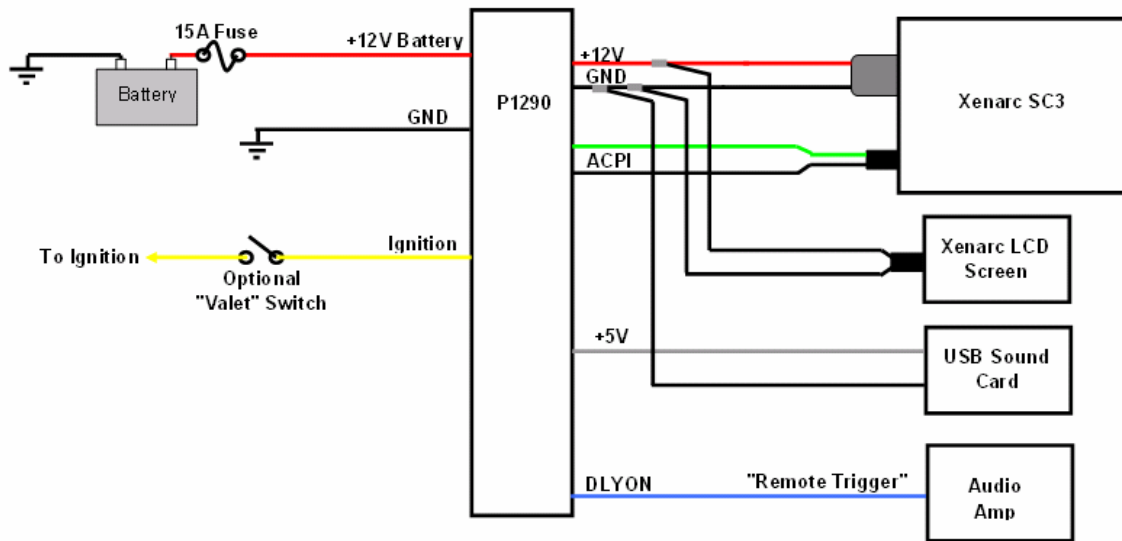 15A Fuse
+12V Battery
Battery
GND
To Ignition
Ignition
Optional
"Valet" Switch
P1290
+12V
GND
ACPI
+5V
DLYON
"Remote Trigger"
Xenarc SC3
Xenarc LCD
Screen
USB Sound
Card
Audio
Amp